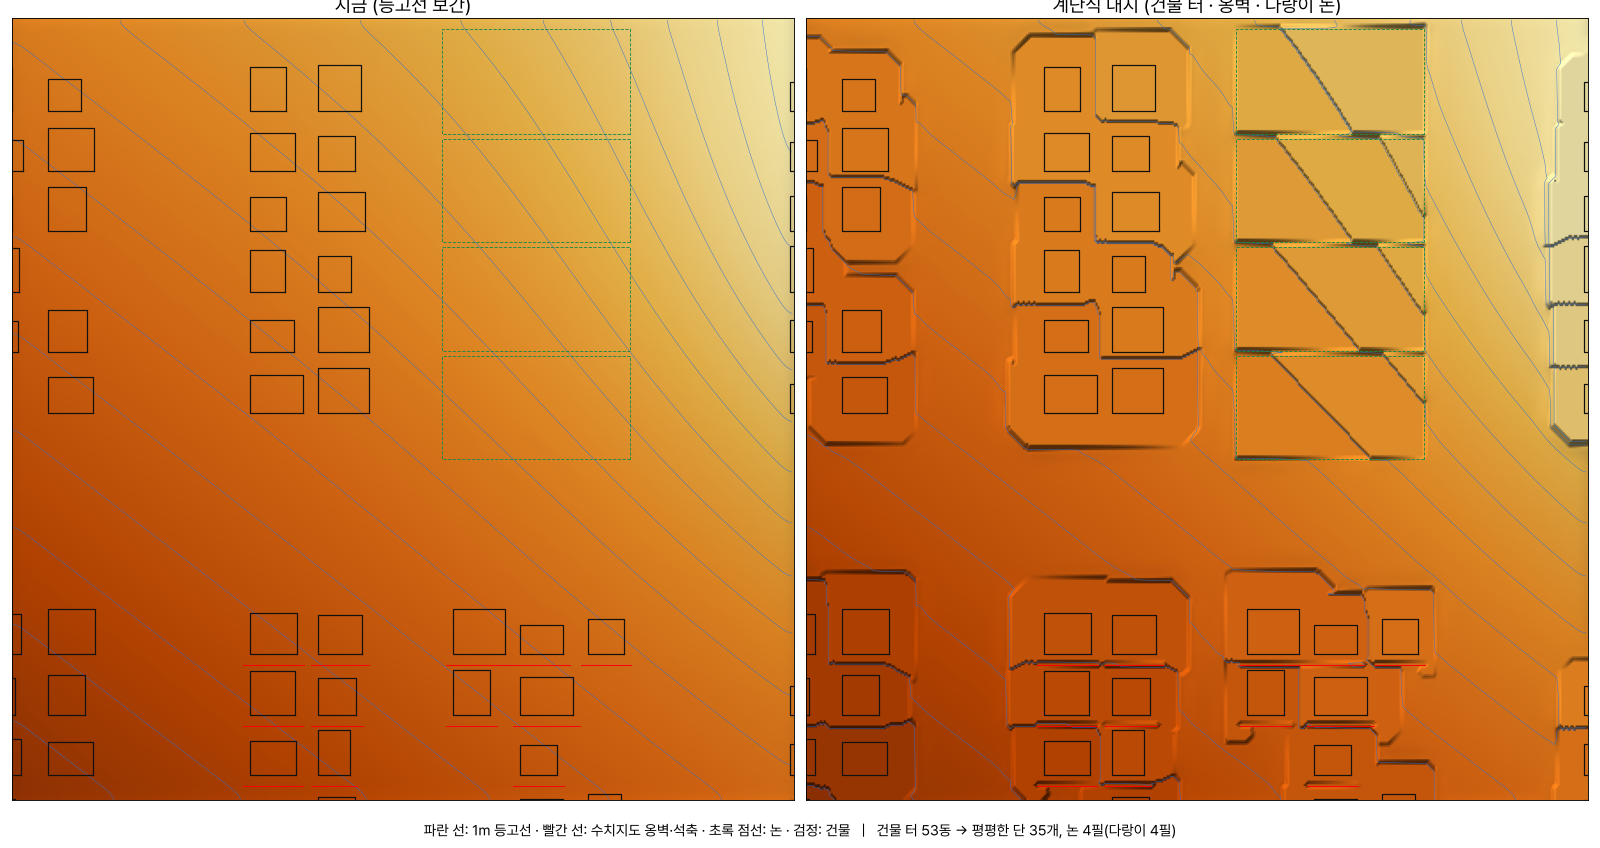 지금 (등고선 보간)
계단식 대지 (건물 터 · 옹벽 · 다랑이 논)
파란 선: 1m 등고선 · 빨간 선: 수치지도 옹벽·석축 · 초록 점선: 논 · 검정: 건물 | 건물 터 53동 → 평평한 단 35개, 논 4필(다랑이 4필)